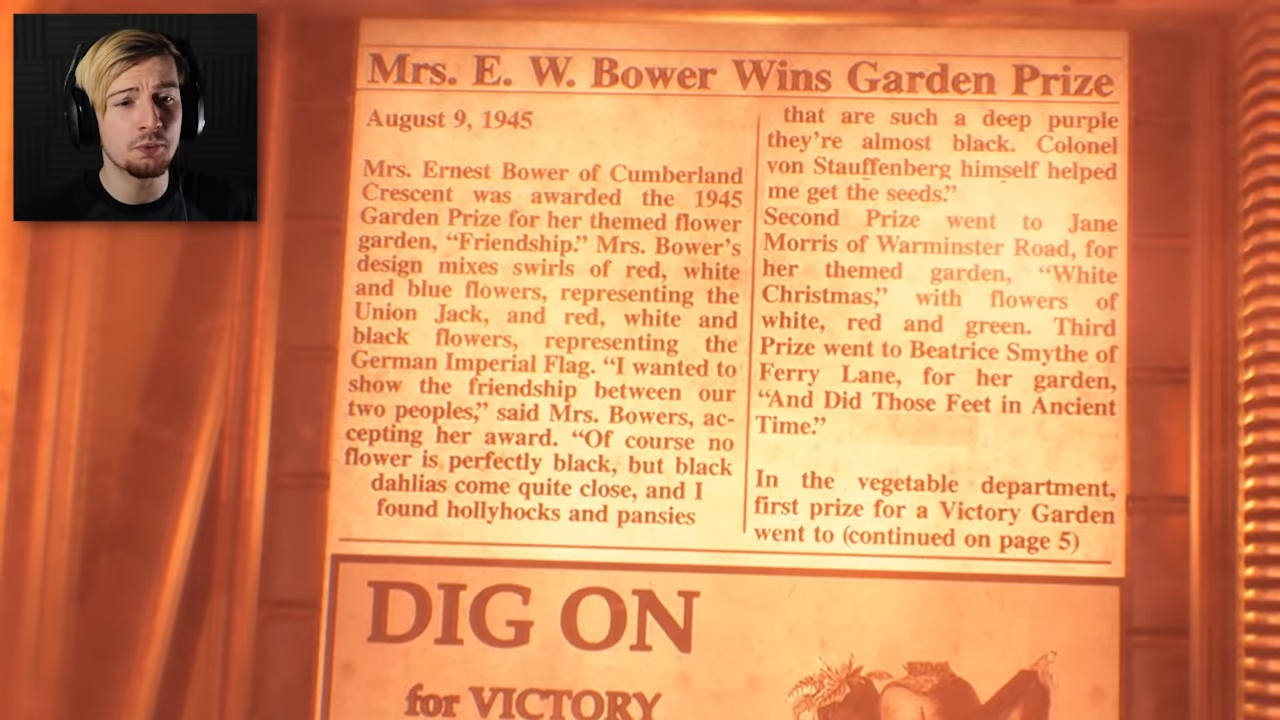 Mrs. E. W. Bower Wins Garden Prize
August 9, 1945
Mrs. Ernest Bower of Cumberland
Crescent was awarded the 1945
Garden Prize for her themed flower
garden, “Friendship.” Mrs. Bower’s
design mixes swirls of red, white
and blue flowers, representing the
Union Jack, and red, white and
black flowers, representing the
German Imperial Flag. “I wanted to
show the friendship between our
two peoples,” said Mrs. Bowers, ac-
cepting her award. “Of course no
flower is perfectly black, but black
dahlias come quite close, and I
found hollyhocks and pansies
that are such a deep purple
they’re almost black. Colonel
von Stauffenberg himself helped
me get the seeds.”
Second Prize went to Jane
Morris of Warminster Road, for
her themed garden, “White
Christmas,” with flowers of
white, red and green. Third
Prize went to Beatrice Smythe of
Ferry Lane, for her garden,
“And Did Those Feet in Ancient
Time.”
In the vegetable department,
first prize for a Victory Garden
went to (continued on page 5)
DIG ON
for VICTORY